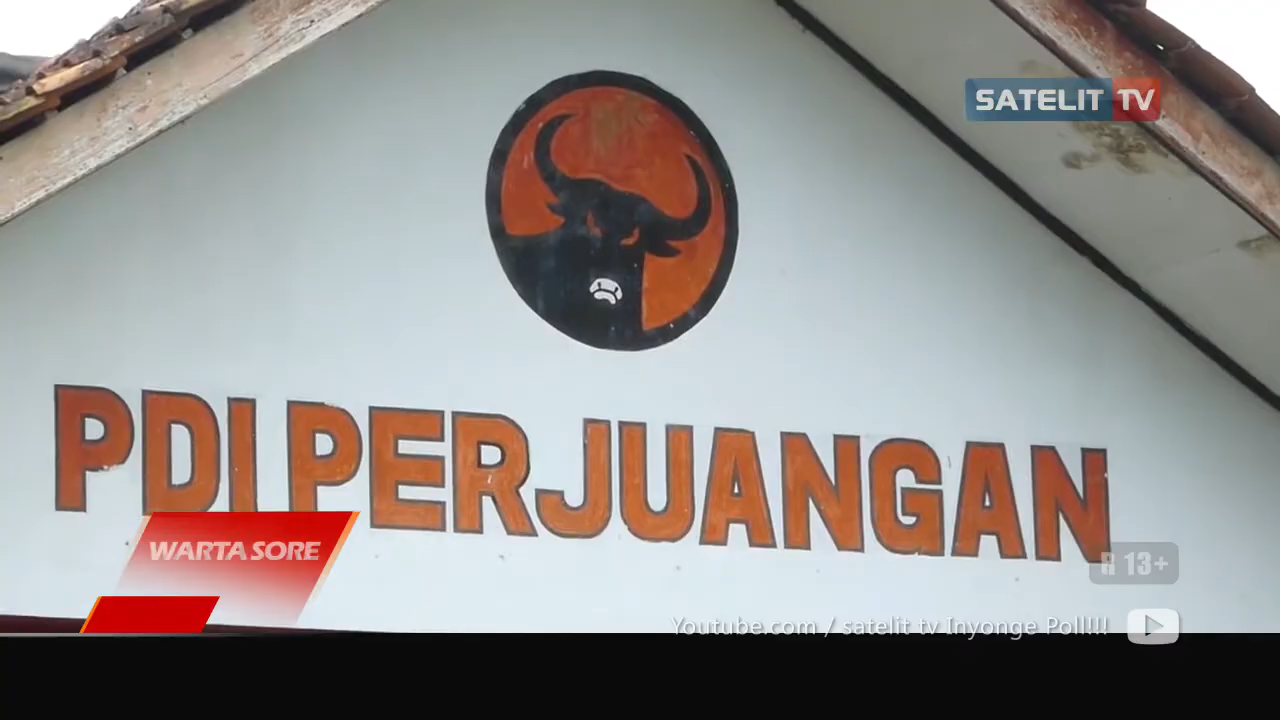 SATELIT TV
PDI PERJUANGAN
WARTA SORE
R 13+
Youtube.com / satelit tv Inyonge Poll!!!